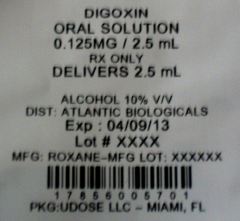 DIGOXIN
ORAL SOLUTION
0.125MG / 2.5 mL
RX ONLY
DELIVERS 2.5 mL
ALCOHOL 10% V/V
DIST: ATLANTIC BIOLOGICALS
Exp : 04/09/13
Lot # XXXX
MFG: ROXANE-MFG LOT: XXXXXX
17856005701
PKG:UDOSE LLC - MIAMI, FL